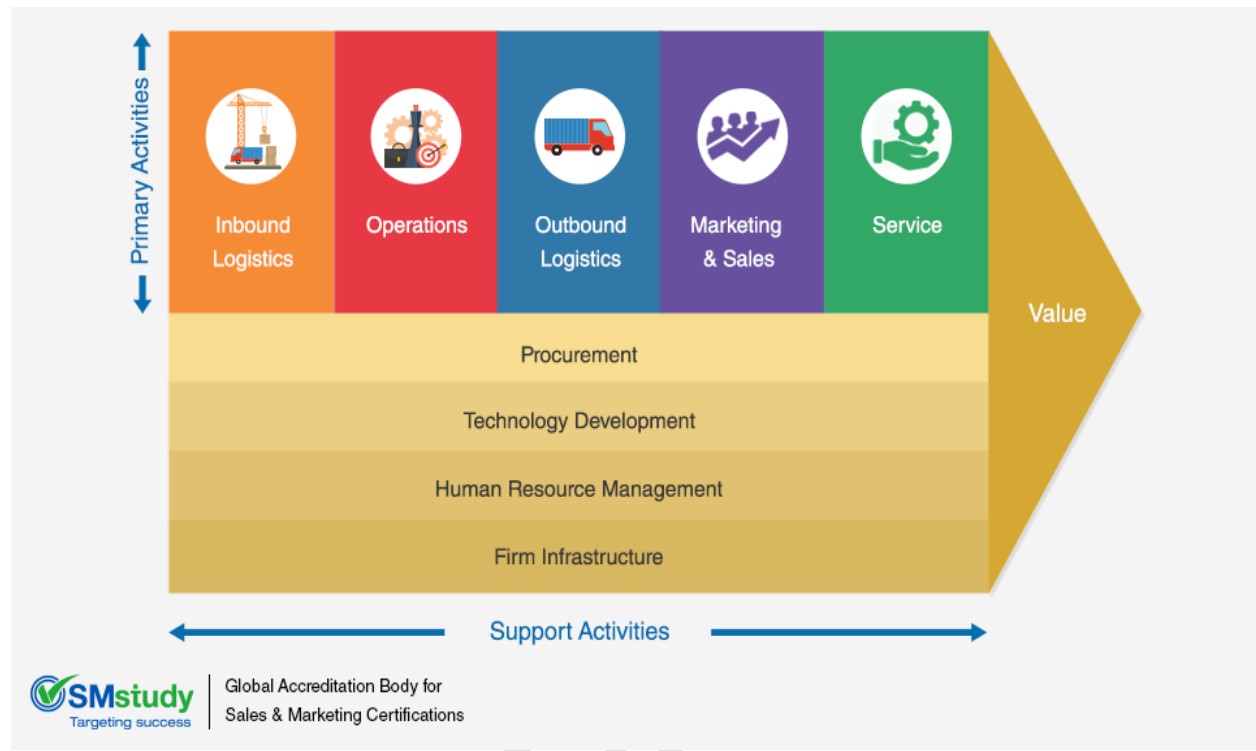 Primary Activities
Inbound
Logistics
Operations
Outbound
Logistics
Marketing
& Sales
Service
Value
Procurement
Technology Development
Human Resource Management
Firm Infrastructure
Support Activities
SMstudy
Targeting success
Global Accreditation Body for
Sales & Marketing Certifications